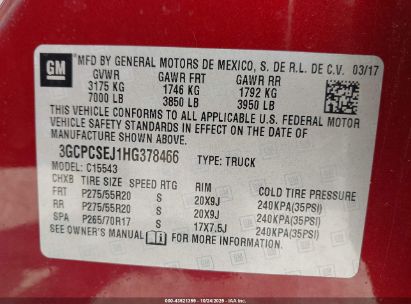 GM
MFD BY GENERAL MOTORS DE MEXICO, S. DE R.L. DE C.V. 03/17
GVWR GAWR FRT GAWR RR
3175 KG 1746 KG 1792 KG
7000 LB 3850 LB 3950 LB
THIS VEHICLE CONFORMS TO ALL APPLICABLE U.S. FEDERAL MOTOR
VEHICLE SAFETY, BUMPER, AND THEFT PREVENTION STANDARDS IN
EFFECT ON THE DATE OF MANUFACTURE SHOWN ABOVE.
3GCPCSEJ1HG378466 TYPE: TRUCK
MODEL: C15543
CHXB TIRE SIZE SPEED RTG RIM COLD TIRE PRESSURE
FRT P275/55R20 S 20X9J 240KPA(35PSI)
RR P275/55R20 S 20X9J 240KPA(35PSI)
SPA P265/70R17 S 17X7.5J 240KPA(35PSI)
SEE OWNER'S MANUAL FOR MORE INFORMATION.